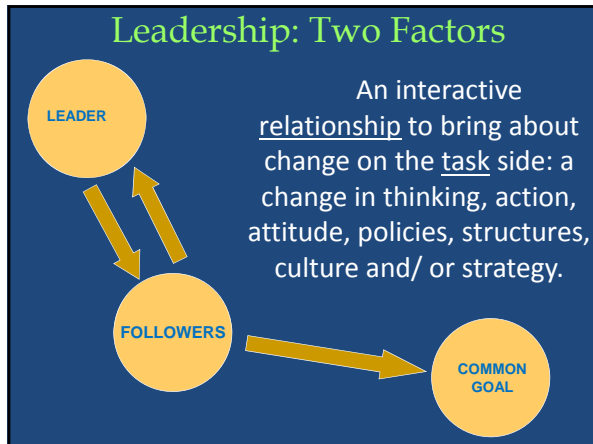 Leadership: Two Factors
LEADER
An interactive
relationship to bring about
change on the task side: a
change in thinking, action,
attitude, policies, structures,
culture and/ or strategy.
FOLLOWERS
COMMON
GOAL